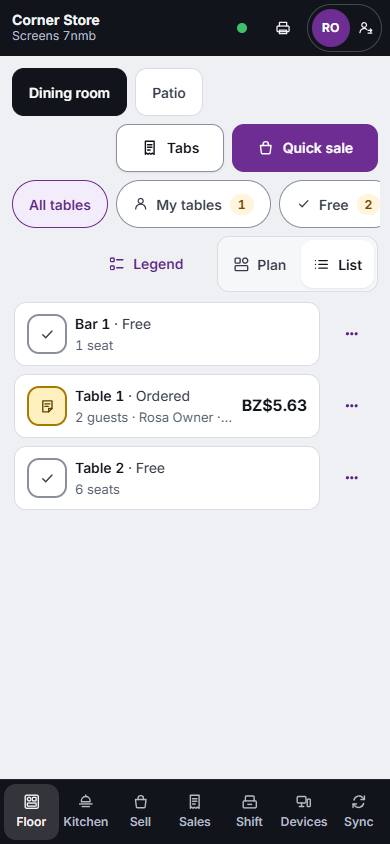 Corner Store
Screens 7nmb
RO
Dining room
Patio
Tabs
Quick sale
All tables
My tables 1
Free 2
Legend
Plan
List
Bar 1 · Free
1 seat
Table 1 · Ordered
2 guests · Rosa Owner ·...
BZ$5.63
Table 2 · Free
6 seats
Floor
Kitchen
Sell
Sales
Shift
Devices
Sync